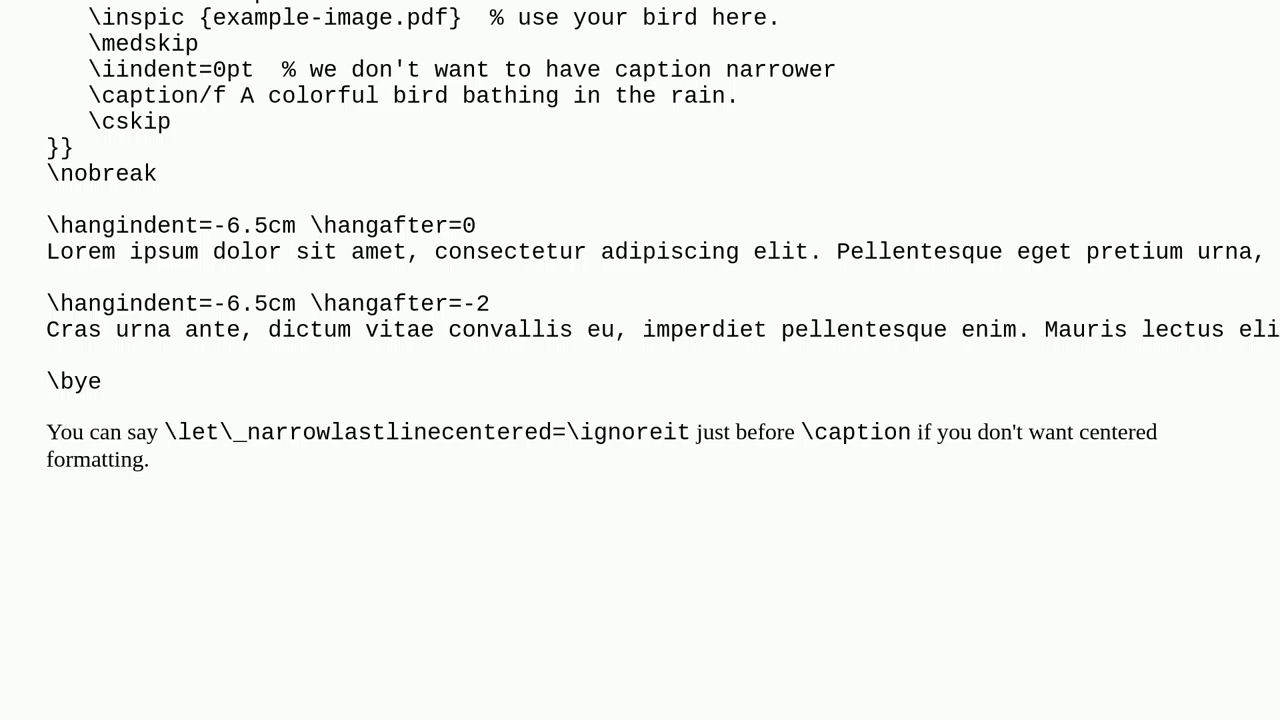 \inspic {example-image.pdf}  % use your bird here.
\medskip
\iindent=0pt  % we don't want to have caption narrower
\caption/f A colorful bird bathing in the rain.
\cskip
}}
\nobreak
\hangindent=-6.5cm \hangafter=0
Lorem ipsum dolor sit amet, consectetur adipiscing elit. Pellentesque eget pretium urna,
\hangindent=-6.5cm \hangafter=-2
Cras urna ante, dictum vitae convallis eu, imperdiet pellentesque enim. Mauris lectus eli
\bye
You can say \let\_narrowlastlinecentered=\ignoreit just before \caption if you don't want centered
formatting.